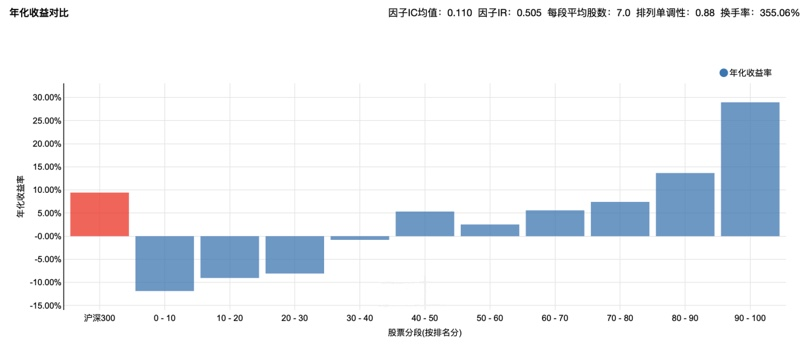 年化收益对比
因子IC均值：0.110 因子IR：0.505 每段平均股数：7.0 排列单调性：0.88 换手率：355.06%
年化收益率
30.00%
25.00%
20.00%
15.00%
10.00%
5.00%
-0.00%
-5.00%
-10.00%
-15.00%
年化收益率
沪深300 0 - 10 10 - 20 20 - 30 30 - 40 40 - 50 50 - 60 60 - 70 70 - 80 80 - 90 90 - 100
股票分段(按排名分)